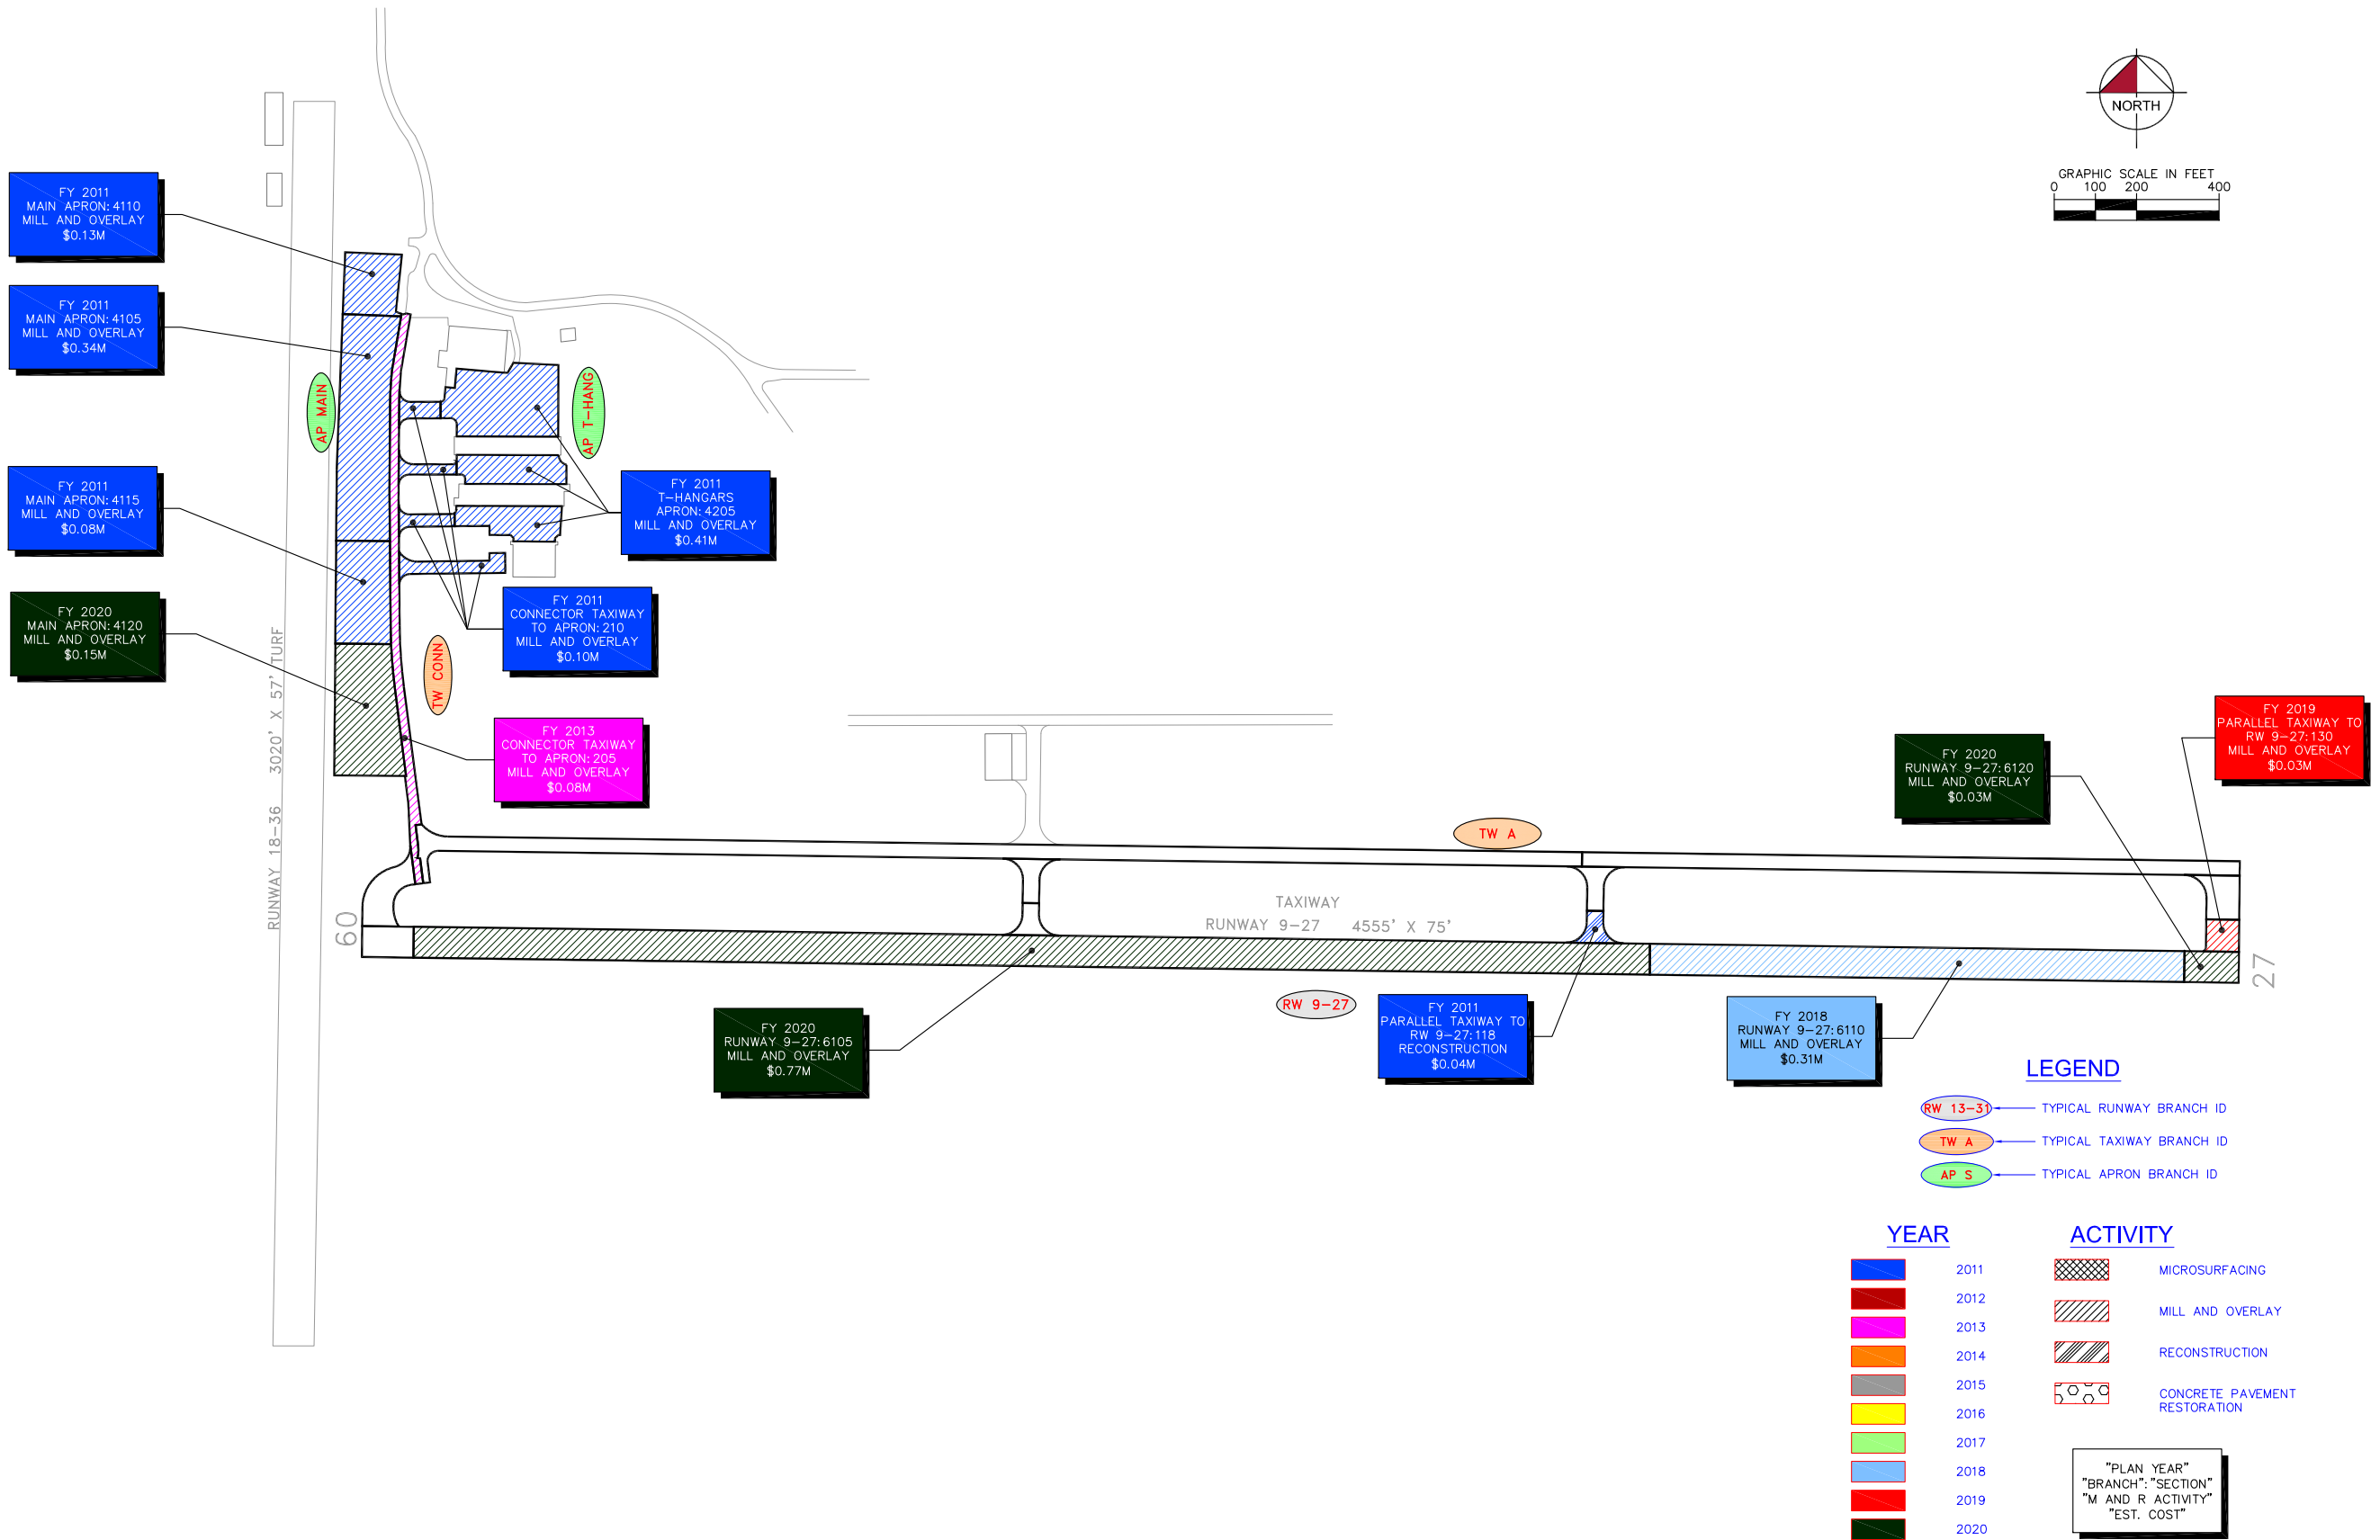 NORTH
GRAPHIC SCALE IN FEET
0 100 200 400
FY 2011
MAIN APRON:4110
MILL AND OVERLAY
$0.13M
FY 2011
MAIN APRON:4105
MILL AND OVERLAY
$0.34M
AP MAIN
AP T-HANG
FY 2011
MAIN APRON:4115
MILL AND OVERLAY
$0.08M
FY 2011
T-HANGARS
APRON:4205
MILL AND OVERLAY
$0.41M
FY 2020
MAIN APRON:4120
MILL AND OVERLAY
$0.15M
FY 2011
CONNECTOR TAXIWAY
TO APRON:210
MILL AND OVERLAY
$0.10M
TW CONN
RUNWAY 18-36 3020' X 57' TURF
FY 2013
CONNECTOR TAXIWAY
TO APRON:205
MILL AND OVERLAY
$0.08M
FY 2019
PARALLEL TAXIWAY TO
RW 9-27:130
MILL AND OVERLAY
$0.03M
FY 2020
RUNWAY 9-27:6120
MILL AND OVERLAY
$0.03M
TW A
TAXIWAY
RUNWAY 9-27 4555' X 75'
60
27
RW 9-27
FY 2020
RUNWAY 9-27:6105
MILL AND OVERLAY
$0.77M
FY 2011
PARALLEL TAXIWAY TO
RW 9-27:118
RECONSTRUCTION
$0.04M
FY 2018
RUNWAY 9-27:6110
MILL AND OVERLAY
$0.31M
LEGEND
RW 13-31 TYPICAL RUNWAY BRANCH ID
TW A TYPICAL TAXIWAY BRANCH ID
AP S TYPICAL APRON BRANCH ID
YEAR
2011
2012
2013
2014
2015
2016
2017
2018
2019
2020
ACTIVITY
MICROSURFACING
MILL AND OVERLAY
RECONSTRUCTION
CONCRETE PAVEMENT
RESTORATION
"PLAN YEAR"
"BRANCH":"SECTION"
"M AND R ACTIVITY"
"EST. COST"